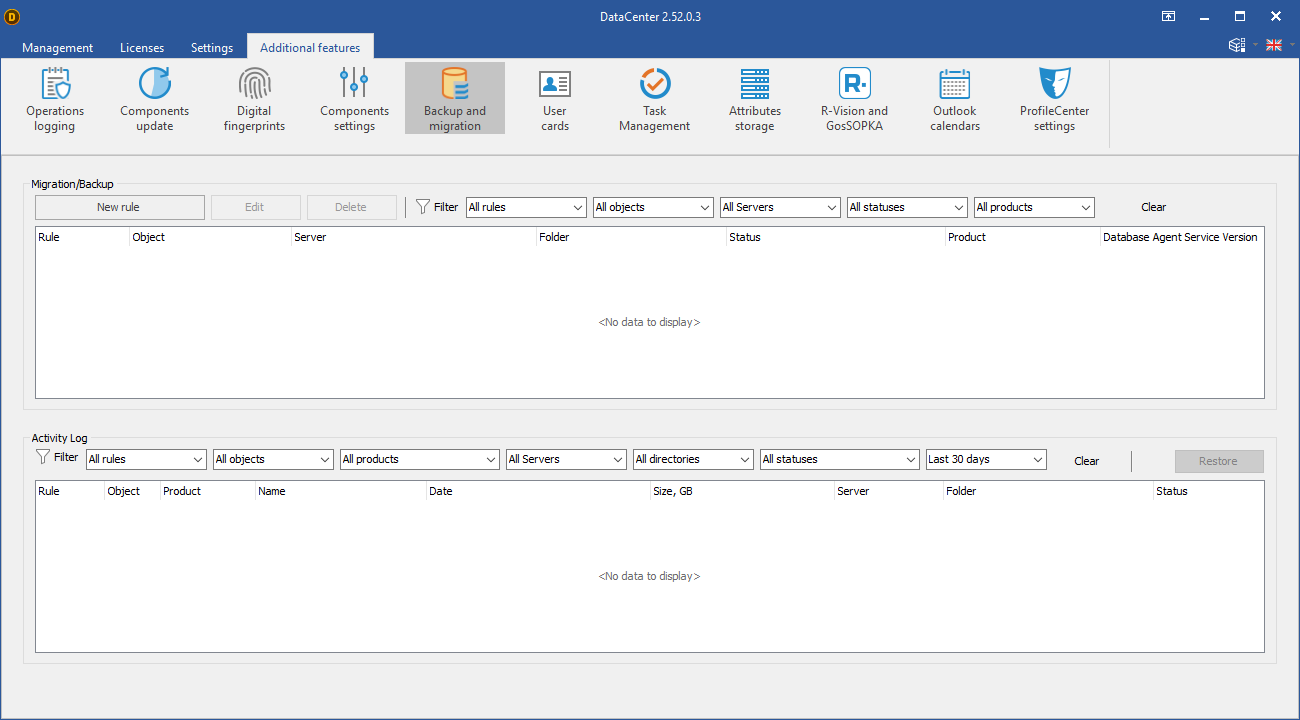 D
DataCenter 2.52.0.3
Management Licenses Settings Additional features
Operations logging
Components update
Digital fingerprints
Components settings
Backup and migration
User cards
Task Management
Attributes storage
R-Vision and GosSOPKA
Outlook calendars
ProfileCenter settings
Migration/Backup
New rule Edit Delete Filter All rules All objects All Servers All statuses All products Clear
Rule Object Server Folder Status Product Database Agent Service Version
<No data to display>
Activity Log
Filter All rules All objects All products All Servers All directories All statuses Last 30 days Clear Restore
Rule Object Product Name Date Size, GB Server Folder Status
<No data to display>